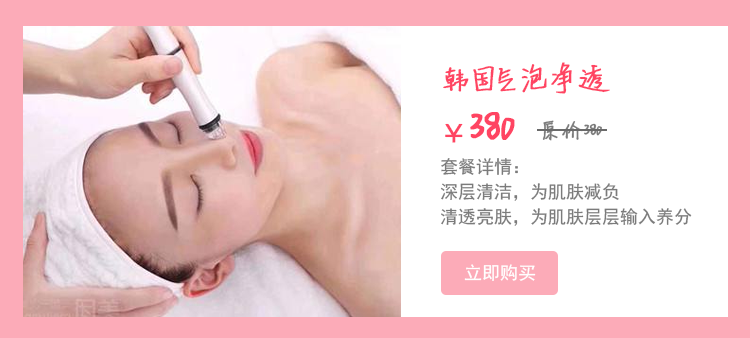 韩国气泡净透
¥380 原价380
套餐详情：
深层清洁，为肌肤减负
清透亮肤，为肌肤层层输入养分
立即购买